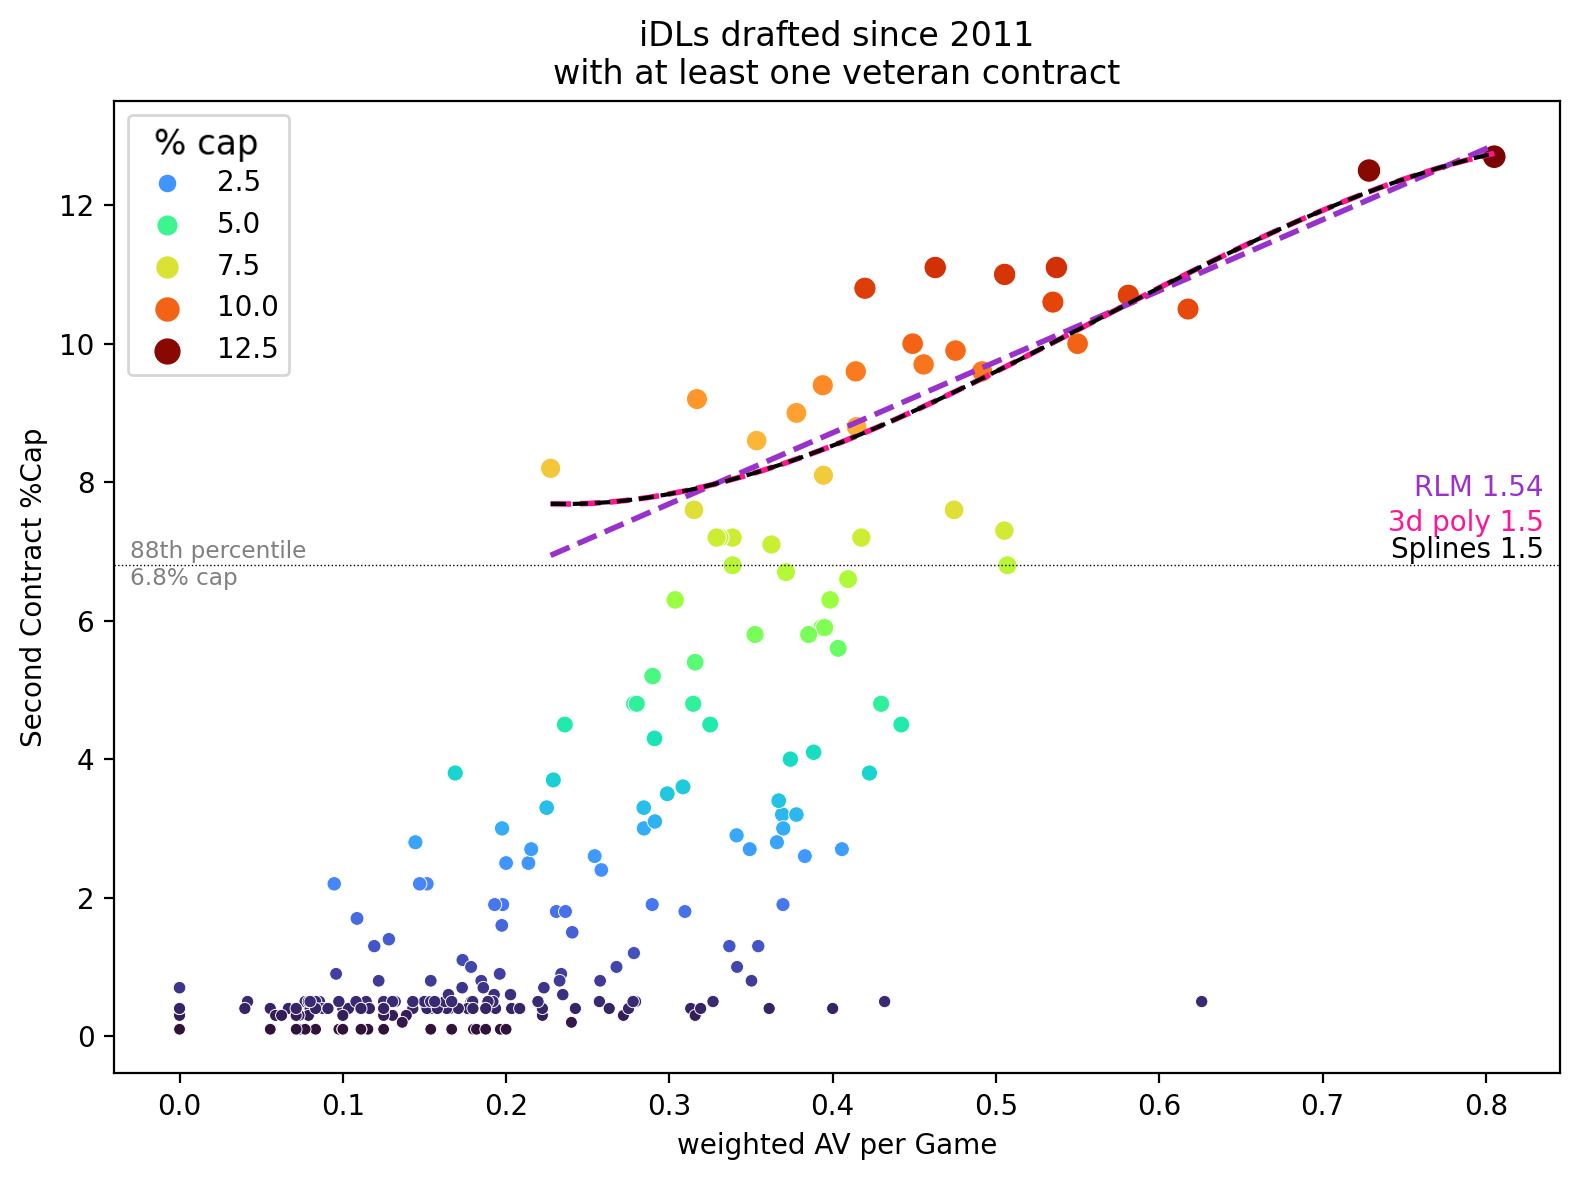 iDLs drafted since 2011
with at least one veteran contract
% cap
2.5
5.0
7.5
10.0
12.5
Second Contract %Cap
12
10
8
6
4
2
0
88th percentile
6.8% cap
RLM 1.54
3d poly 1.5
Splines 1.5
0.0 0.1 0.2 0.3 0.4 0.5 0.6 0.7 0.8
weighted AV per Game